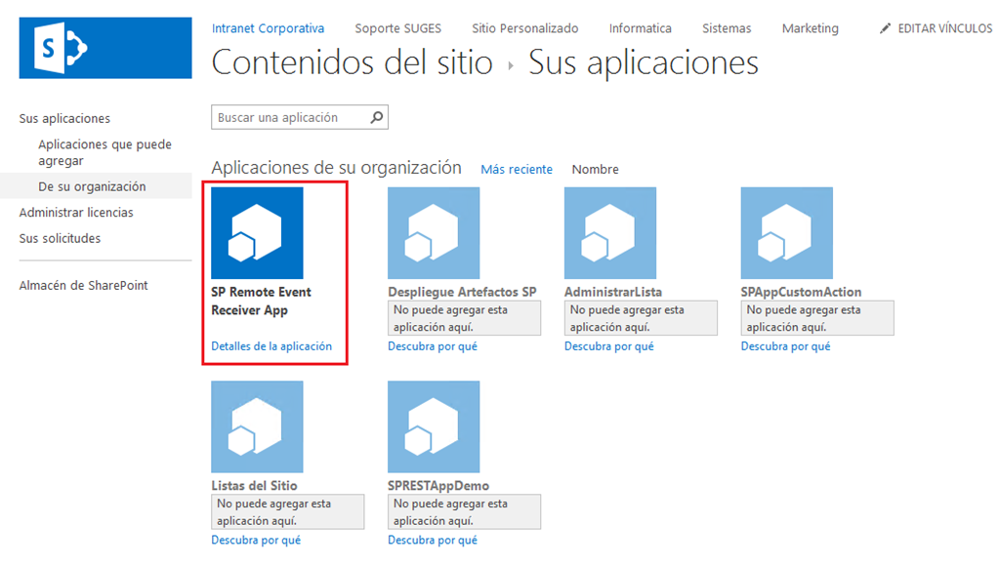 S
Intranet Corporativa Soporte SUGES Sitio Personalizado Informatica Sistemas Marketing EDITAR VÍNCULOS
Contenidos del sitio Sus aplicaciones
Buscar una aplicación
Sus aplicaciones
Aplicaciones que puede
agregar
De su organización
Administrar licencias
Sus solicitudes
Almacén de SharePoint
Aplicaciones de su organización Más reciente Nombre
SP Remote Event
Receiver App
Detalles de la aplicación
Despliegue Artefactos SP
No puede agregar esta
aplicación aquí.
Descubra por qué
AdministrarLista
No puede agregar esta
aplicación aquí.
Descubra por qué
SPAppCustomAction
No puede agregar esta
aplicación aquí.
Descubra por qué
Listas del Sitio
No puede agregar esta
aplicación aquí.
Descubra por qué
SPRESTAppDemo
No puede agregar esta
aplicación aquí.
Descubra por qué